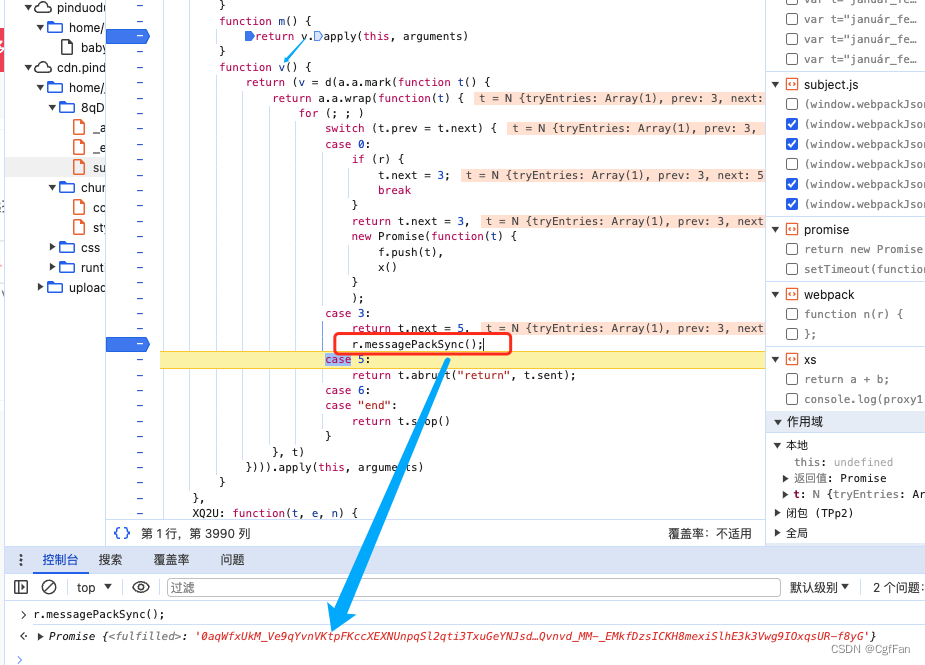 pinduodu
home/
baby
cdn.pind
home/
8qD
_a
_e
su
chur
co
sty
css
runt
upload
}
function m() {
return v.apply(this, arguments)
}
function v() {
return (v = d(a.a.mark(function t() {
return a.a.wrap(function(t) { t = N {tryEntries: Array(1), prev: 3, next:
for (; ; )
switch (t.prev = t.next) { t = N {tryEntries: Array(1), prev: 3,
case 0:
if (r) {
t.next = 3; t = N {tryEntries: Array(1), prev: 3, next: 5
break
}
return t.next = 3, t = N {tryEntries: Array(1), prev: 3, next
new Promise(function(t) {
f.push(t),
x()
}
);
case 3:
return t.next = 5, t = N {tryEntries: Array(1), prev: 3, next
r.messagePackSync();
case 5:
return t.abrupt("return", t.sent);
case 6:
case "end":
return t.stop()
}
}, t)
}))).apply(this, arguments)
}
},
XQ2U: function(t, e, n) {
{} 第 1 行，第 3990 列
覆盖率：不适用
var t="január_fe…
var t="január_fe…
var t="január_fe…
subject.js
(window.webpackJson
(window.webpackJson
(window.webpackJson
(window.webpackJson
(window.webpackJson
(window.webpackJson
promise
return new Promise
setTimeout(function
webpack
function n(r) {
};
xs
return a + b;
console.log(proxy1
作用域
本地
this: undefined
返回值: Promise
t: N {tryEntries: Ar
闭包 (TPp2)
全局
控制台 搜索 覆盖率 问题
top
过滤
默认级别
2 个问题:
r.messagePackSync();
Promise {<fulfilled>: '0aqWfxUkM_Ve9qYvnVKtpFKccXEXNUnpqSl2qti3TxuGeYNJsd…Qvnvd_MM-_EMkfDzsICKH8mexiSlhE3k3Vwg9IOxqsUR-f8yG'}
CSDN @CgfFan